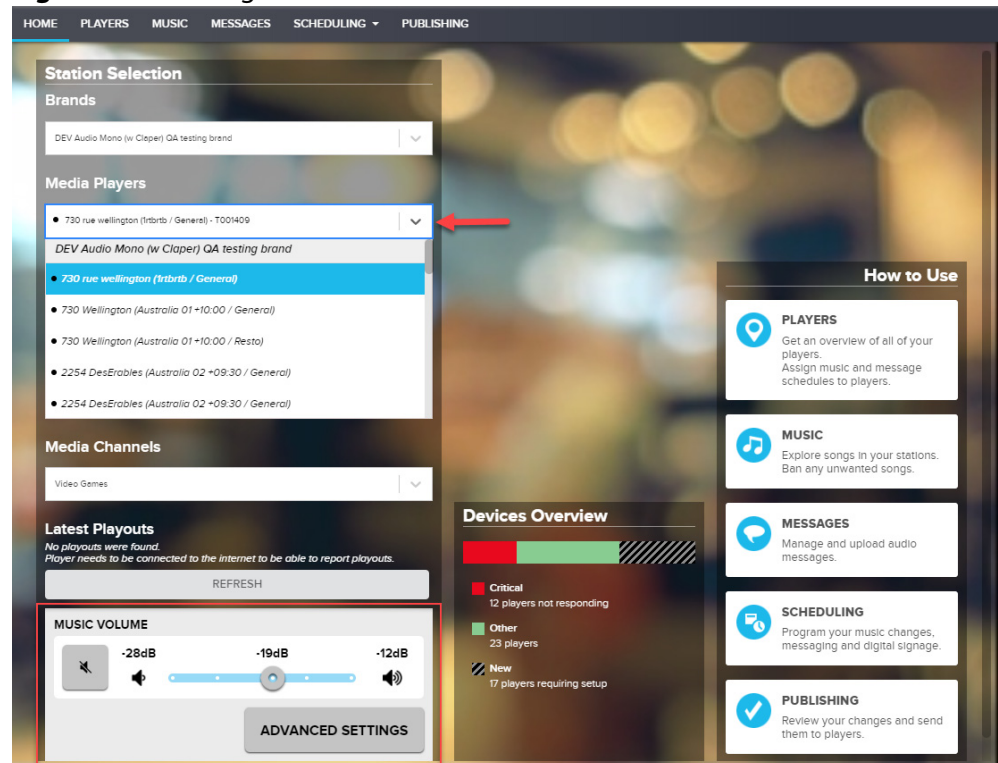 HOME PLAYERS MUSIC MESSAGES SCHEDULING PUBLISHING
Station Selection
Brands
DEV Audio Mono (w Claper) QA testing brand
Media Players
730 rue wellington (1rtbrtb / General) - T001409
DEV Audio Mono (w Claper) QA testing brand
730 rue wellington (1rtbrtb / General)
730 Wellington (Australia 01 +10:00 / General)
730 Wellington (Australia 01 +10:00 / Resto)
2254 DesErables (Australia 02 +09:30 / General)
2254 DesErables (Australia 02 +09:30 / General)
Media Channels
Video Games
Latest Playouts
No playouts were found.
Player needs to be connected to the internet to be able to report playouts.
REFRESH
MUSIC VOLUME
-28dB -19dB -12dB
ADVANCED SETTINGS
Devices Overview
Critical
12 players not responding
Other
23 players
New
17 players requiring setup
How to Use
PLAYERS
Get an overview of all of your
players.
Assign music and message
schedules to players.
MUSIC
Explore songs in your stations.
Ban any unwanted songs.
MESSAGES
Manage and upload audio
messages.
SCHEDULING
Program your music changes,
messaging and digital signage.
PUBLISHING
Review your changes and send
them to players.